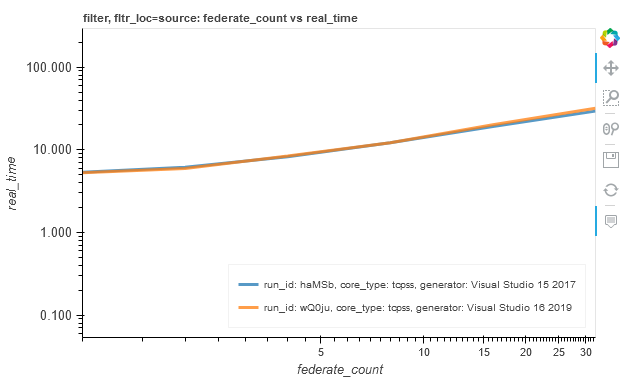 filter, fltr_loc=source: federate_count vs real_time
100.000
10.000
1.000
0.100
real_time
run_id: haMSb, core_type: tcpss, generator: Visual Studio 15 2017
run_id: wQ0ju, core_type: tcpss, generator: Visual Studio 16 2019
5 10 15 20 25 30
federate_count